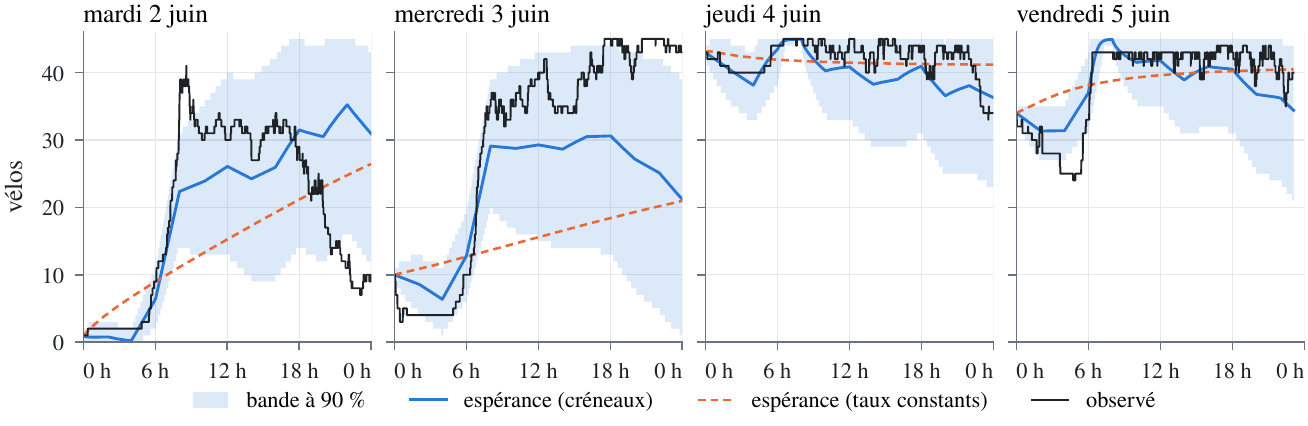 mardi 2 juin mercredi 3 juin jeudi 4 juin vendredi 5 juin
vélos
40
30
20
10
0
0 h 6 h 12 h 18 h 0 h 0 h 6 h 12 h 18 h 0 h 0 h 6 h 12 h 18 h 0 h 0 h 6 h 12 h 18 h 0 h
bande à 90 % espérance (créneaux) espérance (taux constants) observé